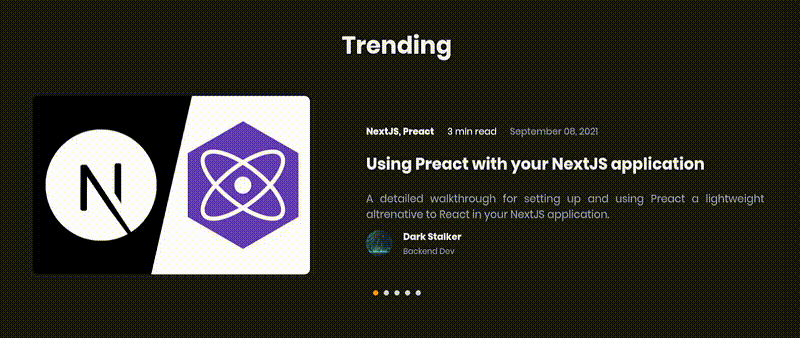 Trending
N
NextJS, Preact 3 min read September 08, 2021
Using Preact with your NextJS application
A detailed walkthrough for setting up and using Preact a lightweight
altrenative to React in your NextJS application.
Dark Stalker
Backend Dev